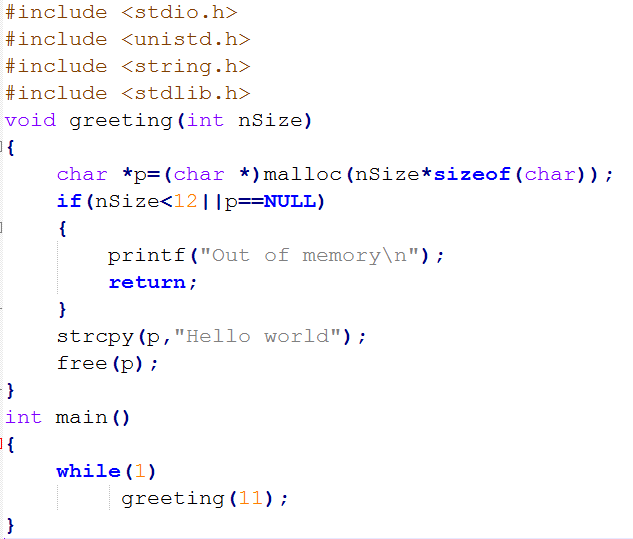 #include <stdio.h>
#include <unistd.h>
#include <string.h>
#include <stdlib.h>
void greeting(int nSize)
{
    char *p=(char *)malloc(nSize*sizeof(char));
    if(nSize<12||p==NULL)
    {
        printf("Out of memory\n");
        return;
    }
    strcpy(p,"Hello world");
    free(p);
}
int main()
{
    while(1)
         greeting(11);
}